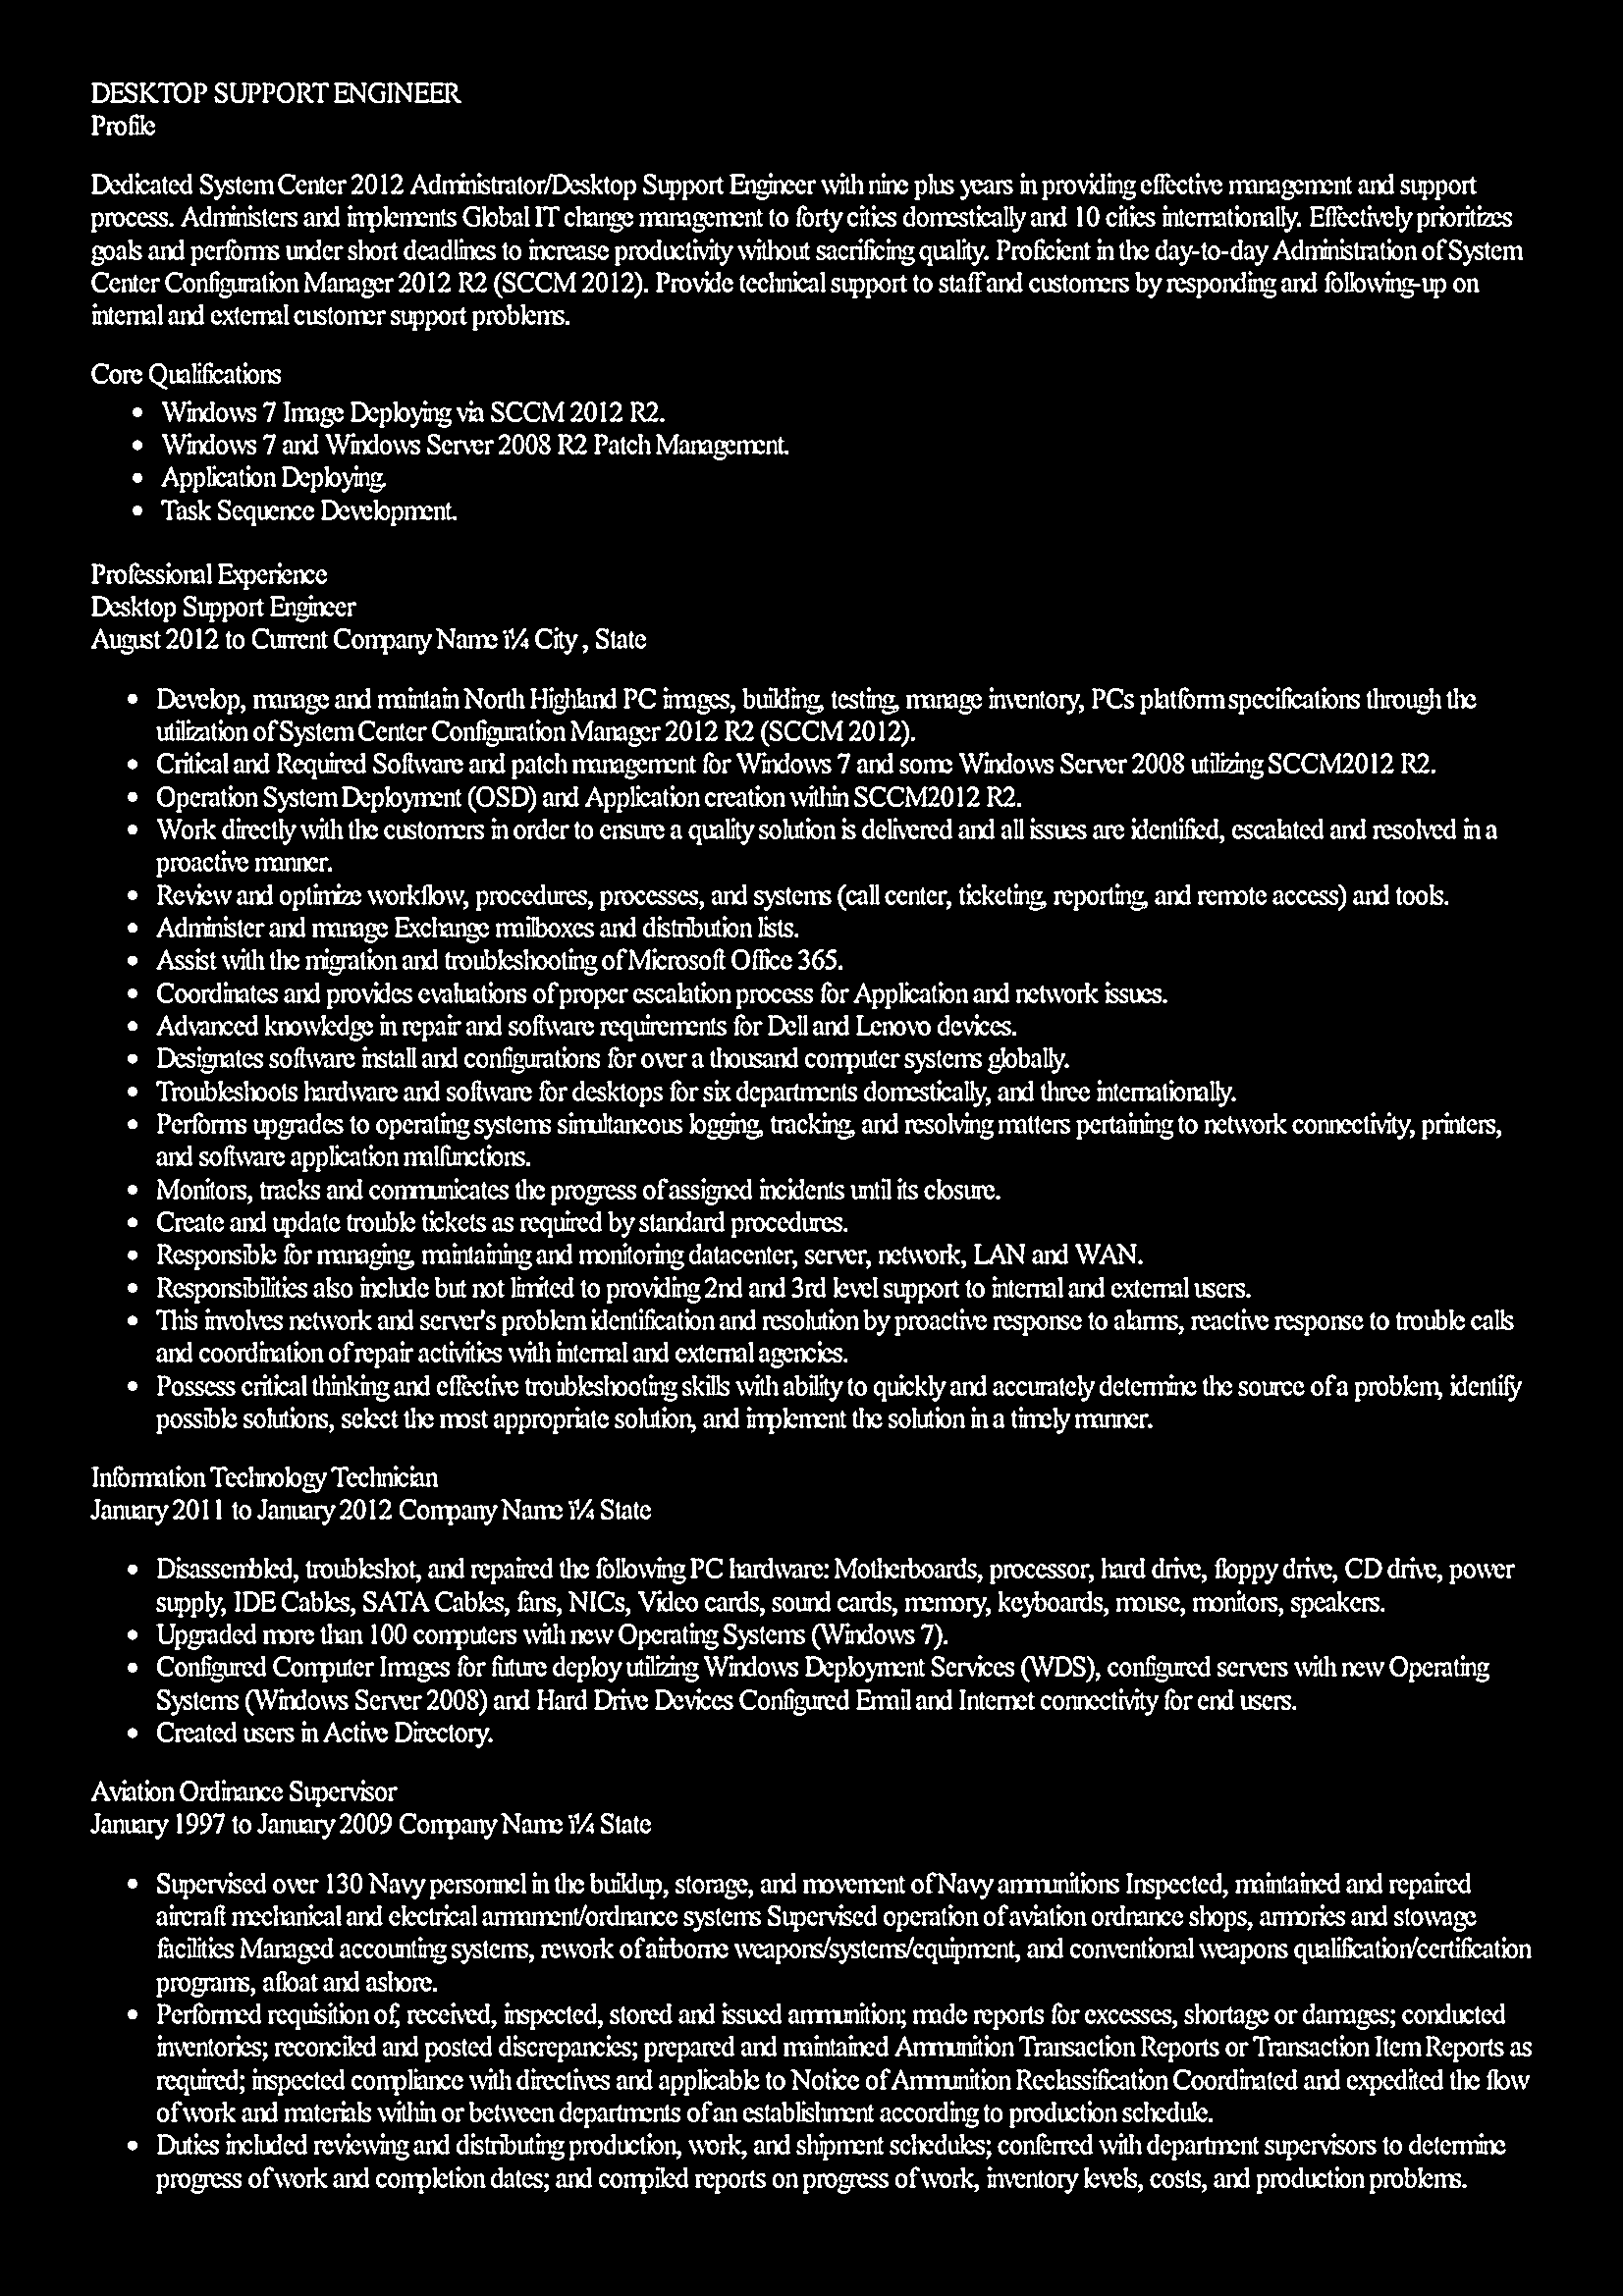 DESKTOP SUPPORT ENGINEER
Profile
Dedicated System Center 2012 Administrator/Desktop Support Engineer with nine plus years in providing effective management and support
process. Administers and implements Global IT change management to forty cities domestically and 10 cities internationally. Effectively prioritizes
goals and performs under short deadlines to increase productivity without sacrificing quality. Proficient in the day-to-day Administration of System
Center Configuration Manager 2012 R2 (SCCM 2012). Provide technical support to staff and customers by responding and following-up on
internal and external customer support problems.
Core Qualifications
• Windows 7 Image Deploying via SCCM 2012 R2.
• Windows 7 and Windows Server 2008 R2 Patch Management.
• Application Deploying.
• Task Sequence Development.
Professional Experience
Desktop Support Engineer
August 2012 to Current Company Name ï¼ City , State
• Develop, manage and maintain North Highland PC images, building, testing, manage inventory, PCs platform specifications through the
utilization of System Center Configuration Manager 2012 R2 (SCCM 2012).
• Critical and Required Software and patch management for Windows 7 and some Windows Server 2008 utilizing SCCM2012 R2.
• Operation System Deployment (OSD) and Application creation within SCCM2012 R2.
• Work directly with the customers in order to ensure a quality solution is delivered and all issues are identified, escalated and resolved in a
proactive manner.
• Review and optimize workflow, procedures, processes, and systems (call center, ticketing, reporting, and remote access) and tools.
• Administer and manage Exchange mailboxes and distribution lists.
• Assist with the migration and troubleshooting of Microsoft Office 365.
• Coordinates and provides evaluations of proper escalation process for Application and network issues.
• Advanced knowledge in repair and software requirements for Dell and Lenovo devices.
• Designates software install and configurations for over a thousand computer systems globally.
• Troubleshoots hardware and software for desktops for six departments domestically, and three internationally.
• Performs upgrades to operating systems simultaneous logging, tracking, and resolving matters pertaining to network connectivity, printers,
and software application malfunctions.
• Monitors, tracks and communicates the progress of assigned incidents until its closure.
• Create and update trouble tickets as required by standard procedures.
• Responsible for managing, maintaining and monitoring datacenter, server, network, LAN and WAN.
• Responsibilities also include but not limited to providing 2nd and 3rd level support to internal and external users.
• This involves network and server's problem identification and resolution by proactive response to alarms, reactive response to trouble calls
and coordination of repair activities with internal and external agencies.
• Possess critical thinking and effective troubleshooting skills with ability to quickly and accurately determine the source of a problem, identify
possible solutions, select the most appropriate solution, and implement the solution in a timely manner.
Information Technology Technician
January 2011 to January 2012 Company Name ï¼ State
• Disassembled, troubleshot, and repaired the following PC hardware: Motherboards, processor, hard drive, floppy drive, CD drive, power
supply, IDE Cables, SATA Cables, fans, NICs, Video cards, sound cards, memory, keyboards, mouse, monitors, speakers.
• Upgraded more than 100 computers with new Operating Systems (Windows 7).
• Configured Computer Images for future deploy utilizing Windows Deployment Services (WDS), configured servers with new Operating
Systems (Windows Server 2008) and Hard Drive Devices Configured Email and Internet connectivity for end users.
• Created users in Active Directory.
Aviation Ordinance Supervisor
January 1997 to January 2009 Company Name ï¼ State
• Supervised over 130 Navy personnel in the buildup, storage, and movement of Navy ammunitions Inspected, maintained and repaired
aircraft mechanical and electrical armament/ordnance systems Supervised operation of aviation ordnance shops, armories and stowage
facilities Managed accounting systems, rework of airborne weapons/systems/equipment, and conventional weapons qualification/certification
programs, afloat and ashore.
• Performed requisition of, received, inspected, stored and issued ammunition; made reports for excesses, shortage or damages; conducted
inventories; reconciled and posted discrepancies; prepared and maintained Ammunition Transaction Reports or Transaction Item Reports as
required; inspected compliance with directives and applicable to Notice of Ammunition Reclassification Coordinated and expedited the flow
of work and materials within or between departments of an establishment according to production schedule.
• Duties included reviewing and distributing production, work, and shipment schedules; conferred with department supervisors to determine
progress of work and completion dates; and compiled reports on progress of work, inventory levels, costs, and production problems.